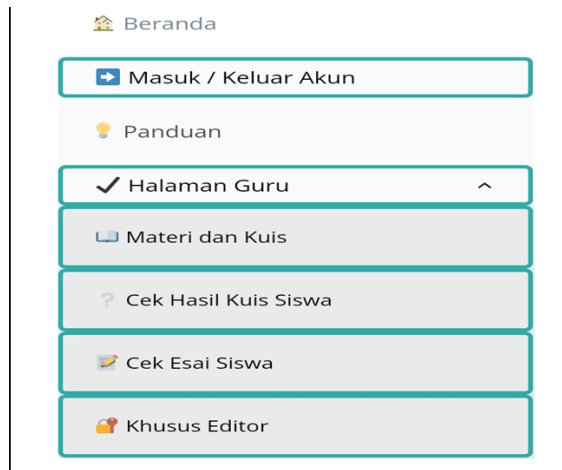 Beranda
Masuk / Keluar Akun
Panduan
Halaman Guru
Materi dan Kuis
Cek Hasil Kuis Siswa
Cek Esai Siswa
Khusus Editor